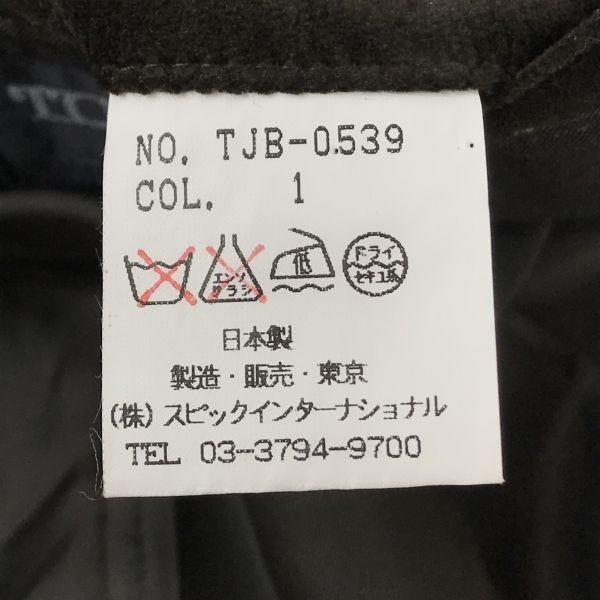 NO. TJB-0539
COL. 1
エンソ
サラシ
低
ドライ
セキユ系
日本製
製造・販売・東京
(株)スピックインターナショナル
TEL 03-3794-9700